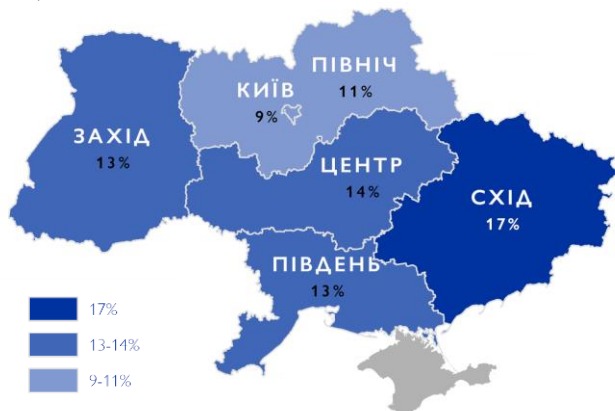 ПІВНІЧ
11%
КИЇВ
9%
ЗАХІД
13%
ЦЕНТР
14%
СХІД
17%
ПІВДЕНЬ
13%
17%
13-14%
9-11%